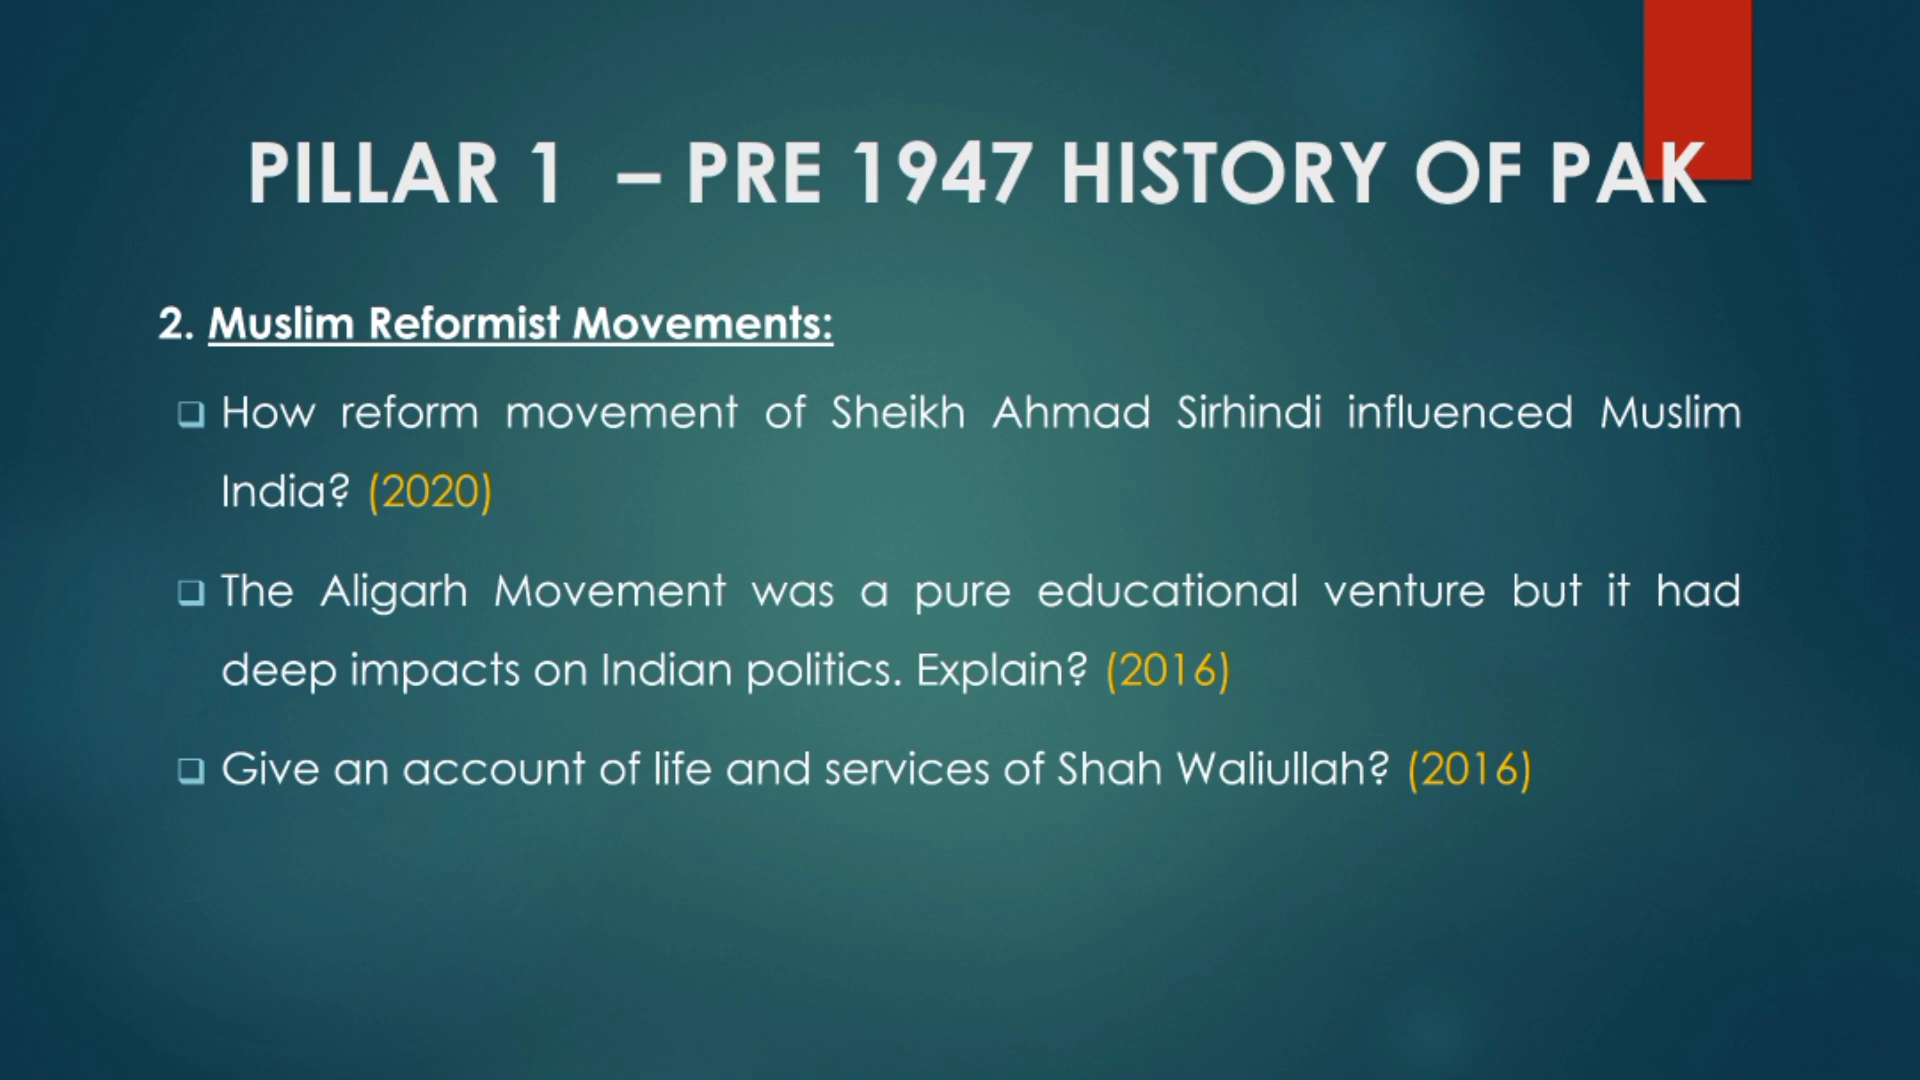 PILLAR 1 – PRE 1947 HISTORY OF PAK
2. Muslim Reformist Movements:
How reform movement of Sheikh Ahmad Sirhindi influenced Muslim
India? (2020)
The Aligarh Movement was a pure educational venture but it had
deep impacts on Indian politics. Explain? (2016)
Give an account of life and services of Shah Waliullah? (2016)